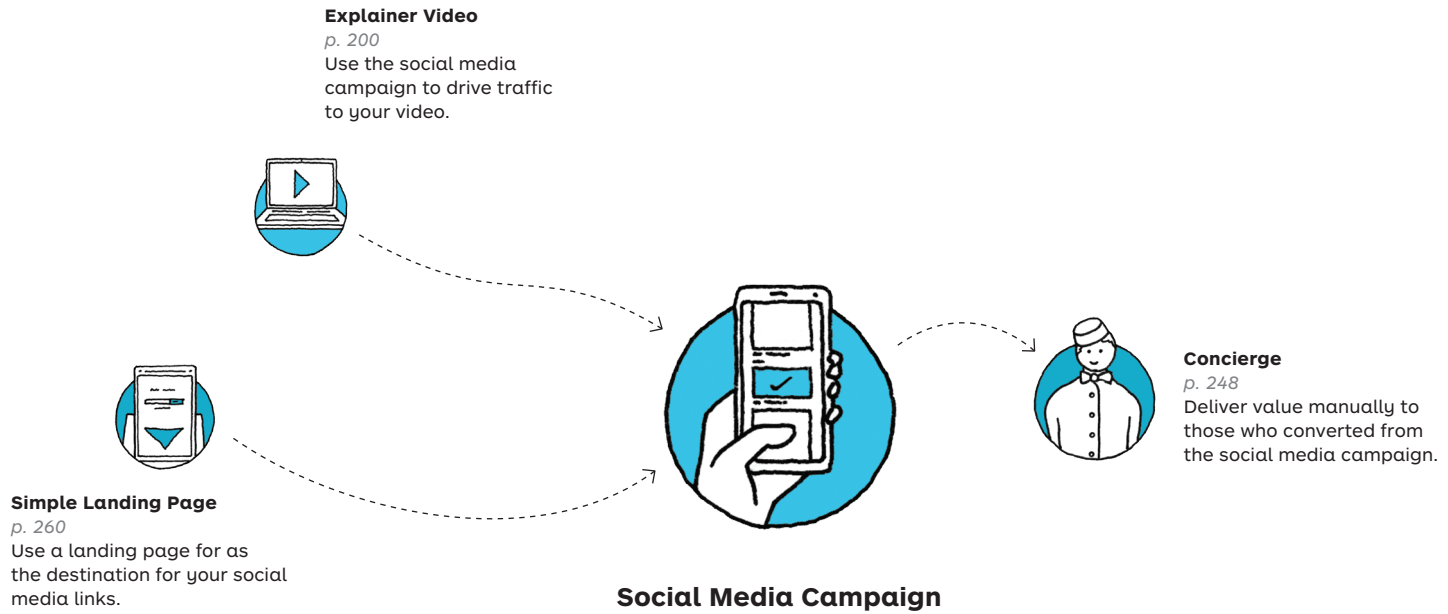 Explainer Video
p. 200
Use the social media
campaign to drive traffic
to your video.
Concierge
p. 248
Deliver value manually to
those who converted from
the social media campaign.
Simple Landing Page
p. 260
Use a landing page for as
the destination for your social
media links.
Social Media Campaign